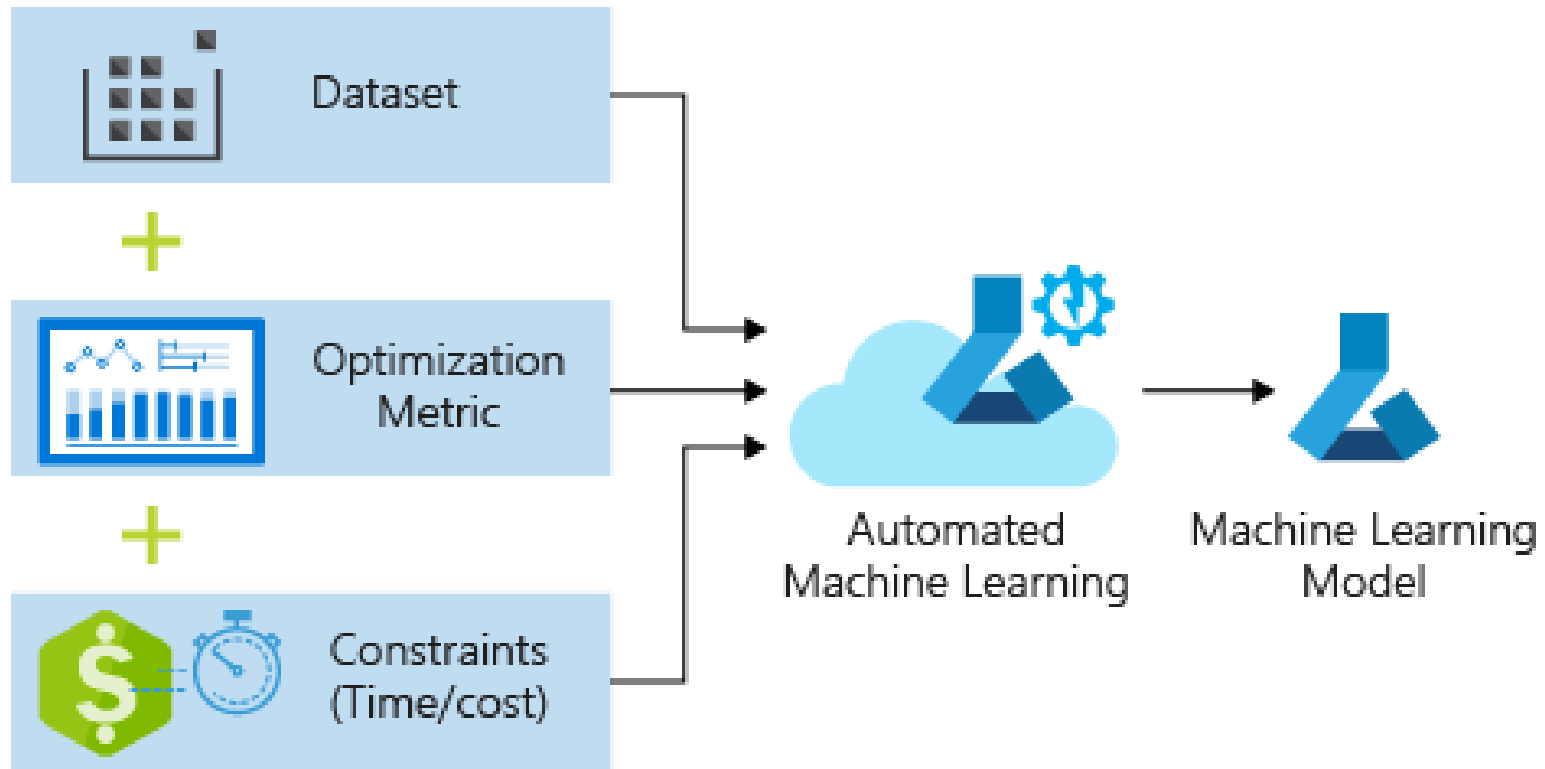 Dataset
Optimization
Metric
Constraints
(Time/cost)
Automated
Machine Learning
Machine Learning
Model